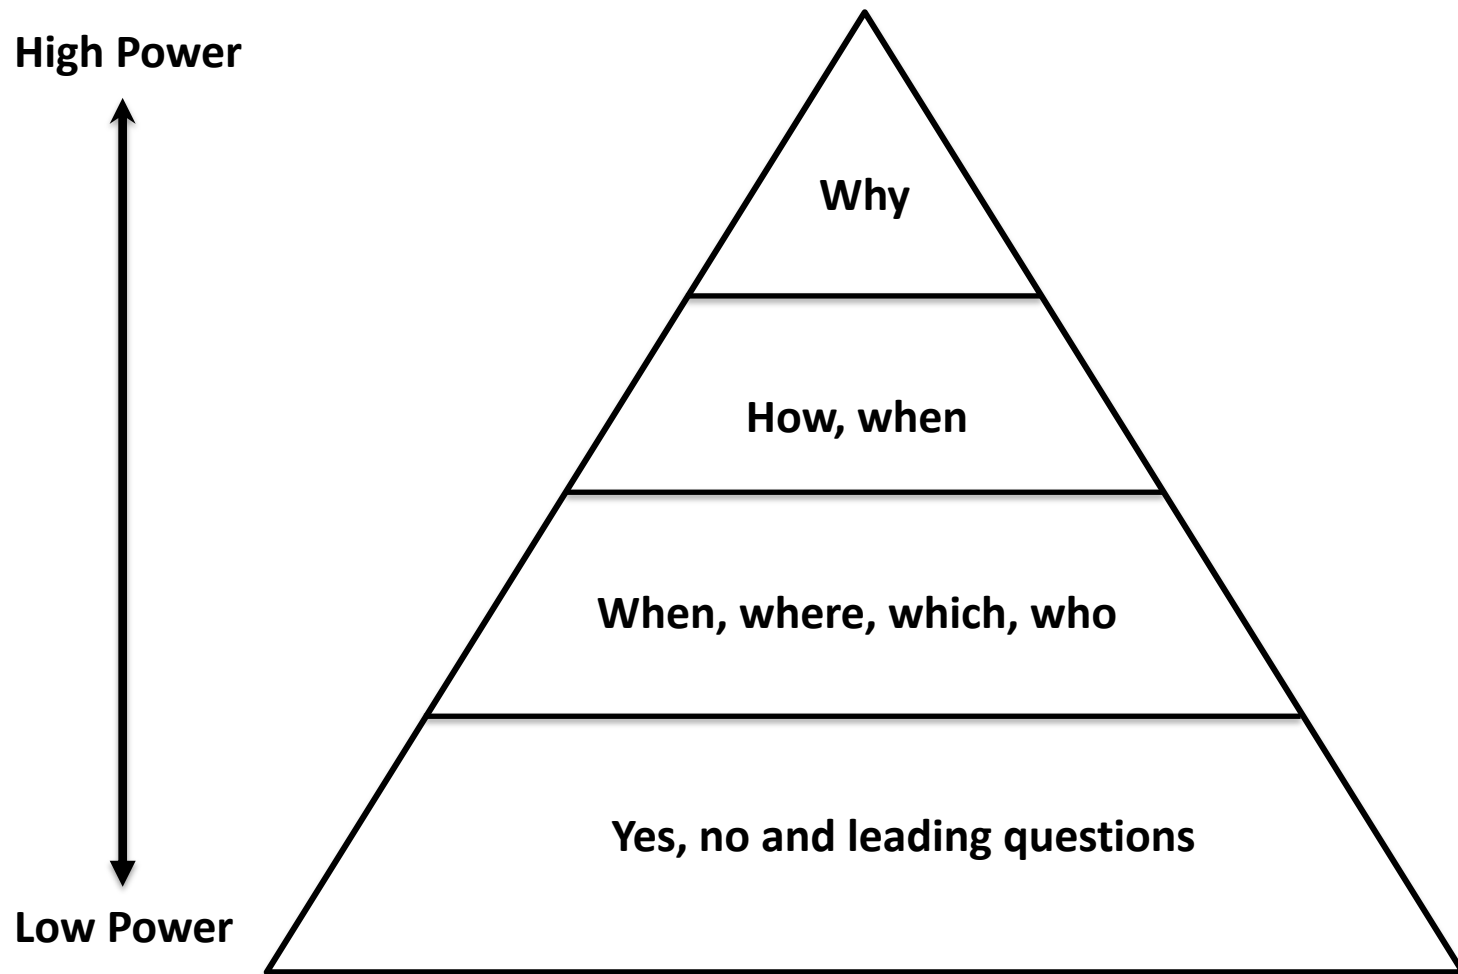 High Power
Why
How, when
When, where, which, who
Yes, no and leading questions
Low Power